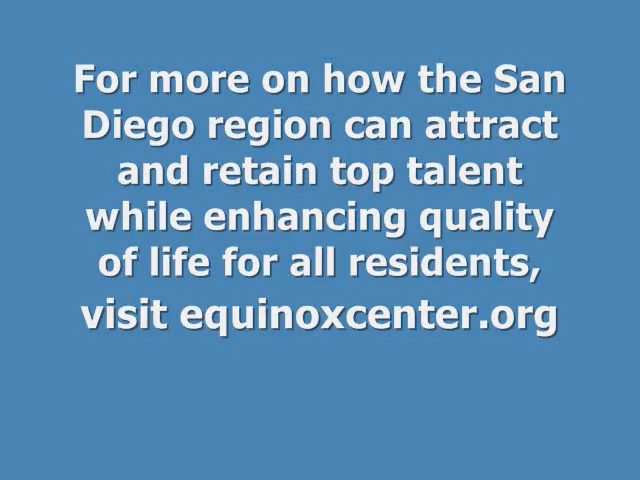 For more on how the San
Diego region can attract
and retain top talent
while enhancing quality
of life for all residents,
visit equinoxcenter.org